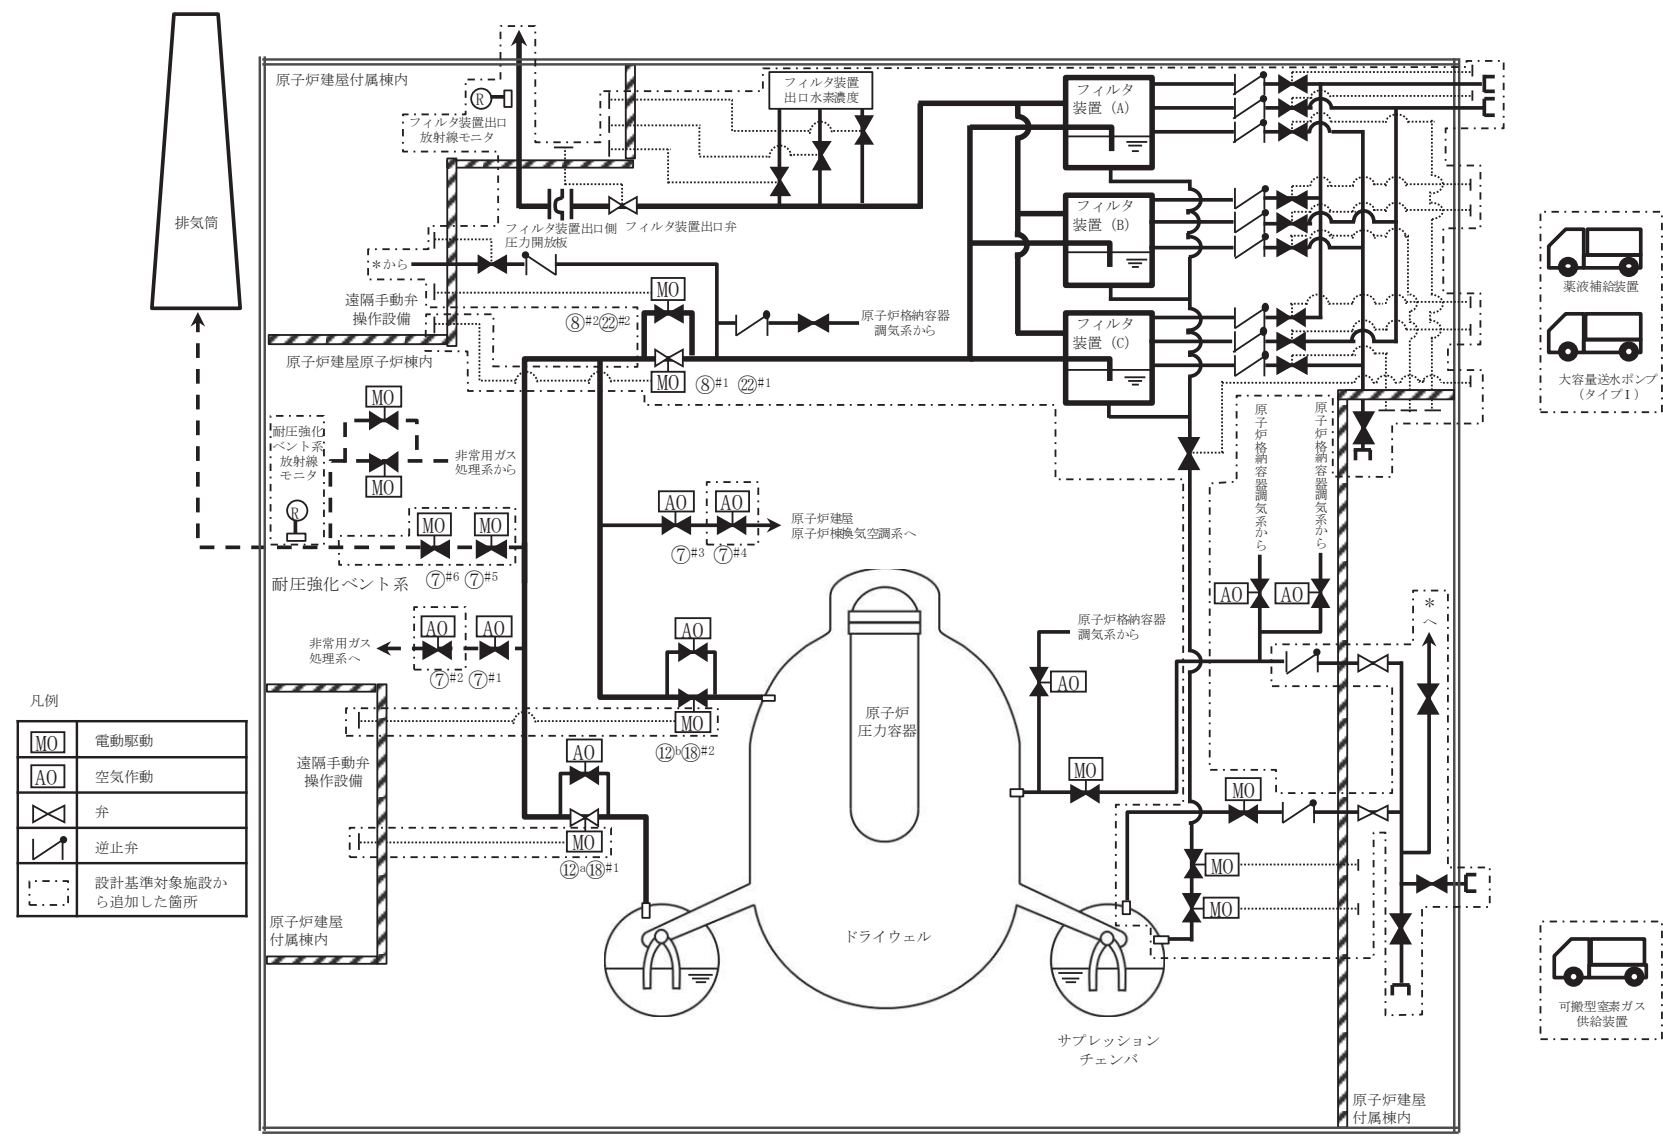 原子炉建屋付属棟内
R
フィルタ装置出口
放射線モニタ
フィルタ装置
出口水素濃度
フィルタ
装置（A）
フィルタ
装置（B）
フィルタ
装置（C）
排気筒
フィルタ装置出口側
圧力開放板
フィルタ装置出口弁
＊から
遠隔手動弁
操作設備
MO
⑧#2㉒#2
原子炉格納容器
調気系から
原子炉建屋原子炉棟内
MO
⑧#1 ㉒#1
薬液補給装置
大容量送水ポンプ
（タイプⅠ）
MO
MO
耐圧強化
ベント系
放射線
モニタ
R
非常用ガス
処理系から
原子炉格納容器調気系から
原子炉格納容器調気系から
AO
AO
原子炉建屋
原子炉棟換気空調系へ
⑦#3 ⑦#4
MO
MO
⑦#6 ⑦#5
耐圧強化ベント系
AO
AO
非常用ガス
処理系へ
⑦#2 ⑦#1
AO
MO
⑫b⑱#2
AO
AO
原子炉格納容器
調気系から
AO
＊
へ
凡例
MO
電動駆動
AO
空気作動
弁
逆止弁
設計基準対象施設か
ら追加した箇所
原子炉
圧力容器
遠隔手動弁
操作設備
AO
MO
⑫a⑱#1
MO
MO
MO
MO
原子炉建屋
付属棟内
ドライウェル
サプレッション
チェンバ
可搬型窒素ガス
供給装置
原子炉建屋
付属棟内